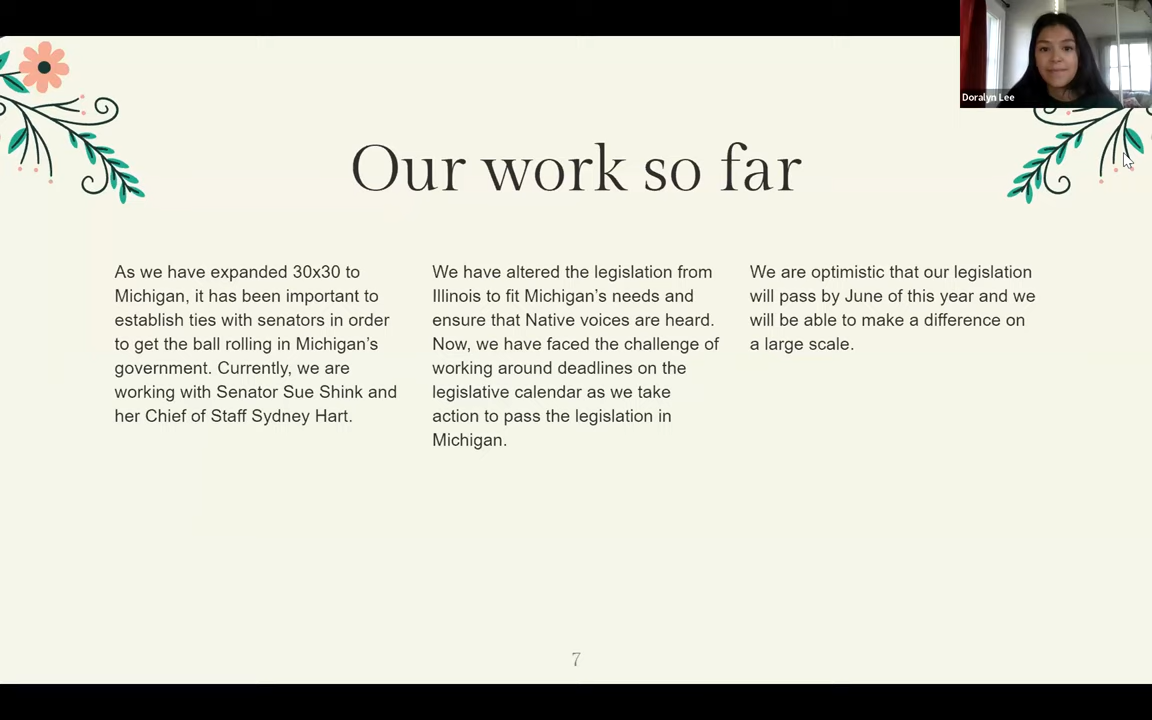 Doralyn Lee
Our work so far
As we have expanded 30x30 to
Michigan, it has been important to
establish ties with senators in order
to get the ball rolling in Michigan’s
government. Currently, we are
working with Senator Sue Shink and
her Chief of Staff Sydney Hart.
We have altered the legislation from
Illinois to fit Michigan’s needs and
ensure that Native voices are heard.
Now, we have faced the challenge of
working around deadlines on the
legislative calendar as we take
action to pass the legislation in
Michigan.
We are optimistic that our legislation
will pass by June of this year and we
will be able to make a difference on
a large scale.
7